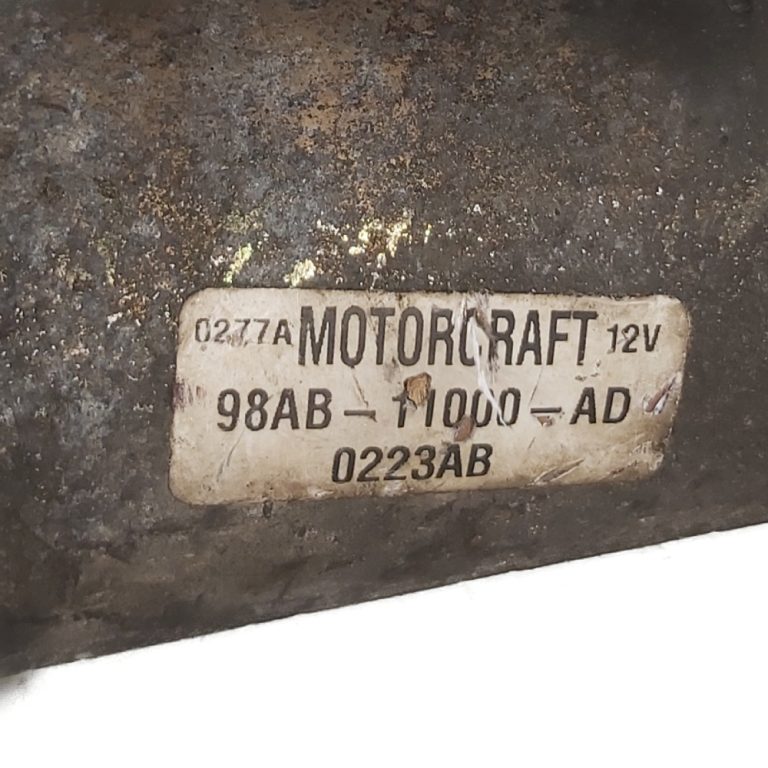 0277A MOTORCRAFT 12V
98AB-11000-AD
0223AB